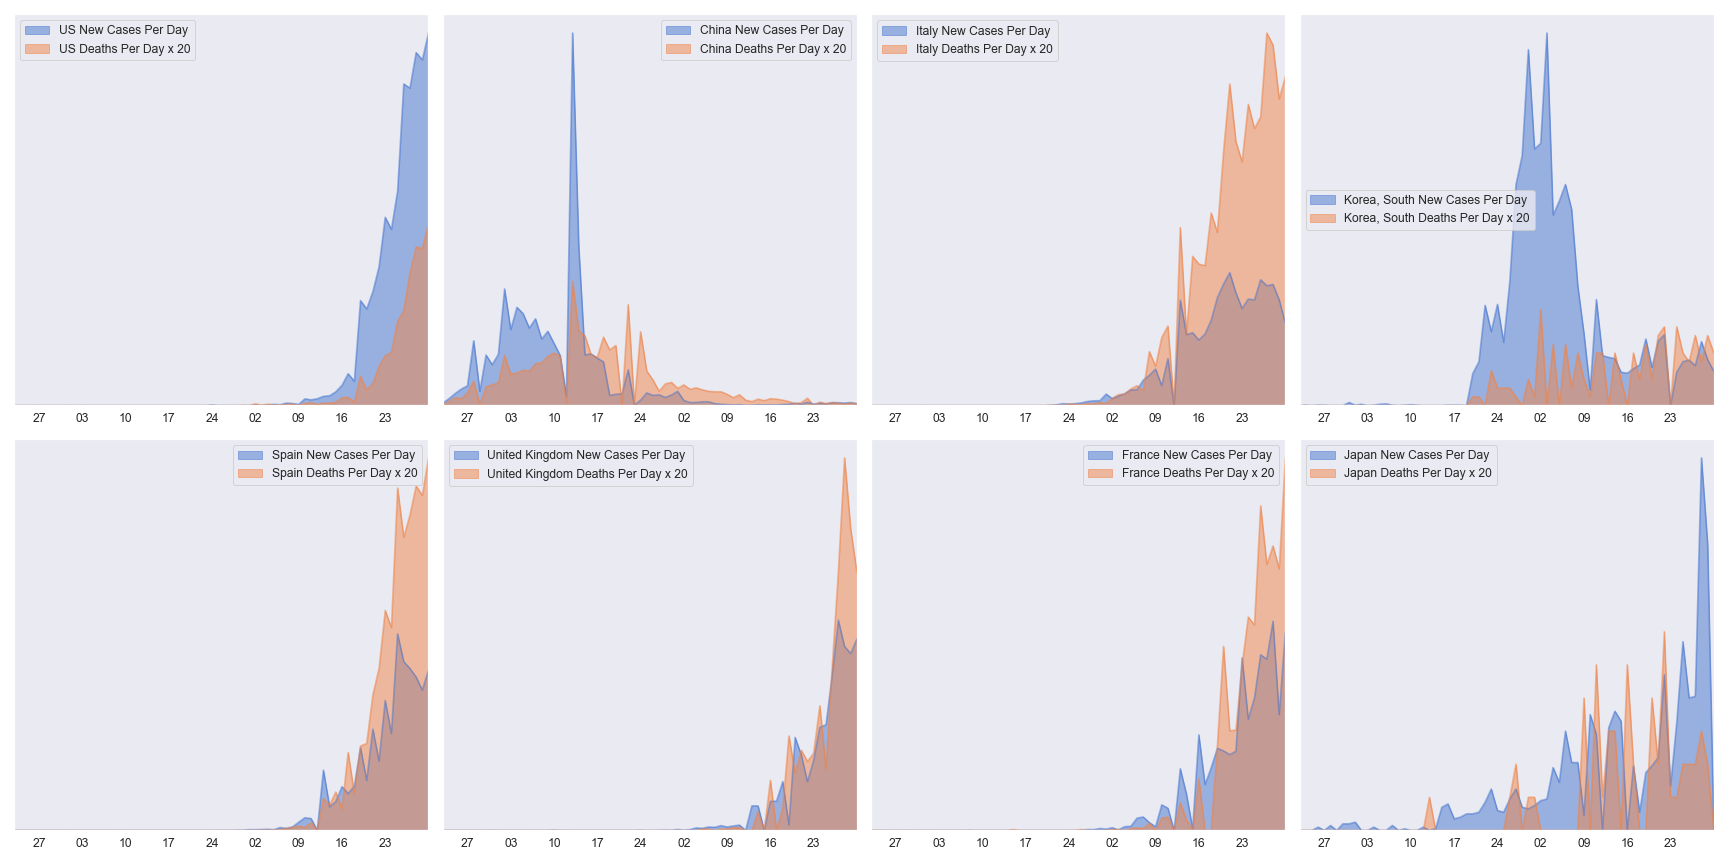 US New Cases Per Day
US Deaths Per Day x 20
27 03 10 17 24 02 09 16 23
China New Cases Per Day
China Deaths Per Day x 20
27 03 10 17 24 02 09 16 23
Italy New Cases Per Day
Italy Deaths Per Day x 20
27 03 10 17 24 02 09 16 23
Korea, South New Cases Per Day
Korea, South Deaths Per Day x 20
27 03 10 17 24 02 09 16 23
Spain New Cases Per Day
Spain Deaths Per Day x 20
27 03 10 17 24 02 09 16 23
United Kingdom New Cases Per Day
United Kingdom Deaths Per Day x 20
27 03 10 17 24 02 09 16 23
France New Cases Per Day
France Deaths Per Day x 20
27 03 10 17 24 02 09 16 23
Japan New Cases Per Day
Japan Deaths Per Day x 20
27 03 10 17 24 02 09 16 23